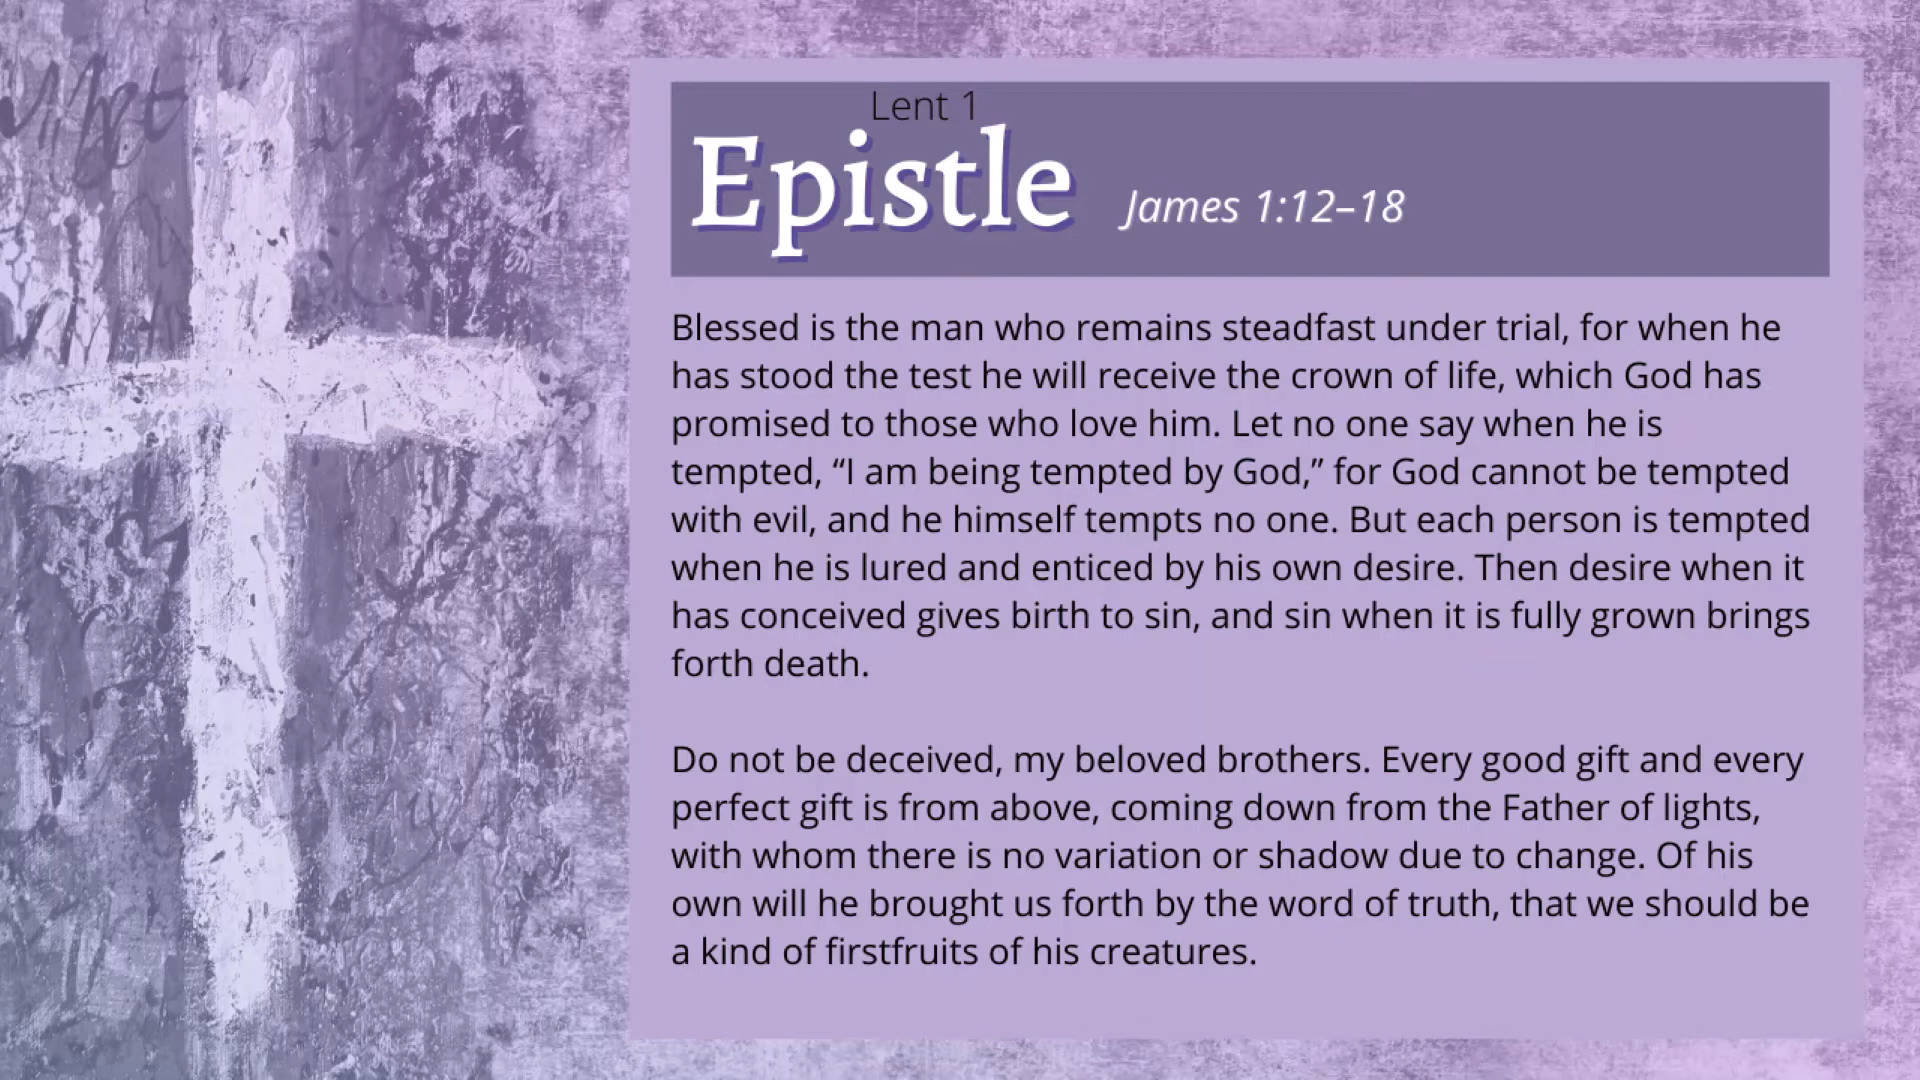 Lent 1
Epistle James 1:12–18
Blessed is the man who remains steadfast under trial, for when he
has stood the test he will receive the crown of life, which God has
promised to those who love him. Let no one say when he is
tempted, “I am being tempted by God,” for God cannot be tempted
with evil, and he himself tempts no one. But each person is tempted
when he is lured and enticed by his own desire. Then desire when it
has conceived gives birth to sin, and sin when it is fully grown brings
forth death.
Do not be deceived, my beloved brothers. Every good gift and every
perfect gift is from above, coming down from the Father of lights,
with whom there is no variation or shadow due to change. Of his
own will he brought us forth by the word of truth, that we should be
a kind of firstfruits of his creatures.